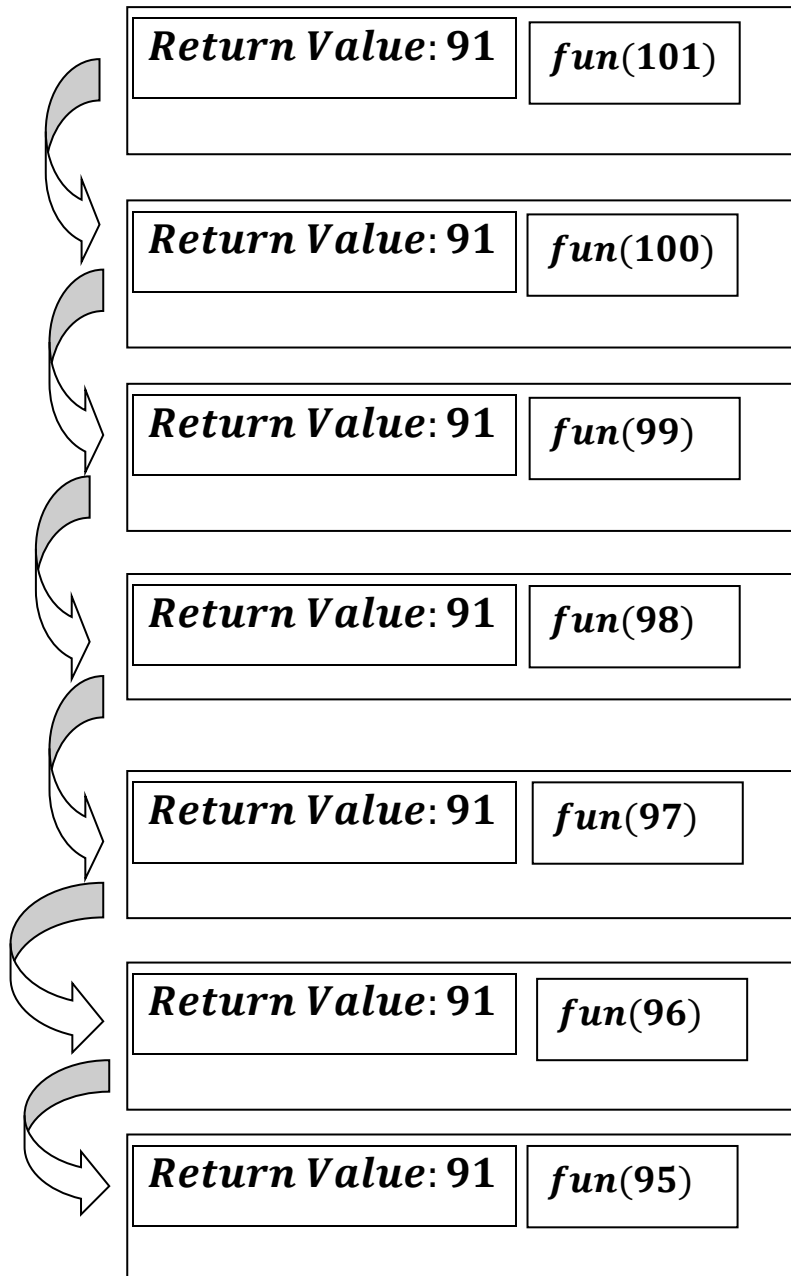 Return Value: 91 fun(101)
Return Value: 91 fun(100)
Return Value: 91 fun(99)
Return Value: 91 fun(98)
Return Value: 91 fun(97)
Return Value: 91 fun(96)
Return Value: 91 fun(95)